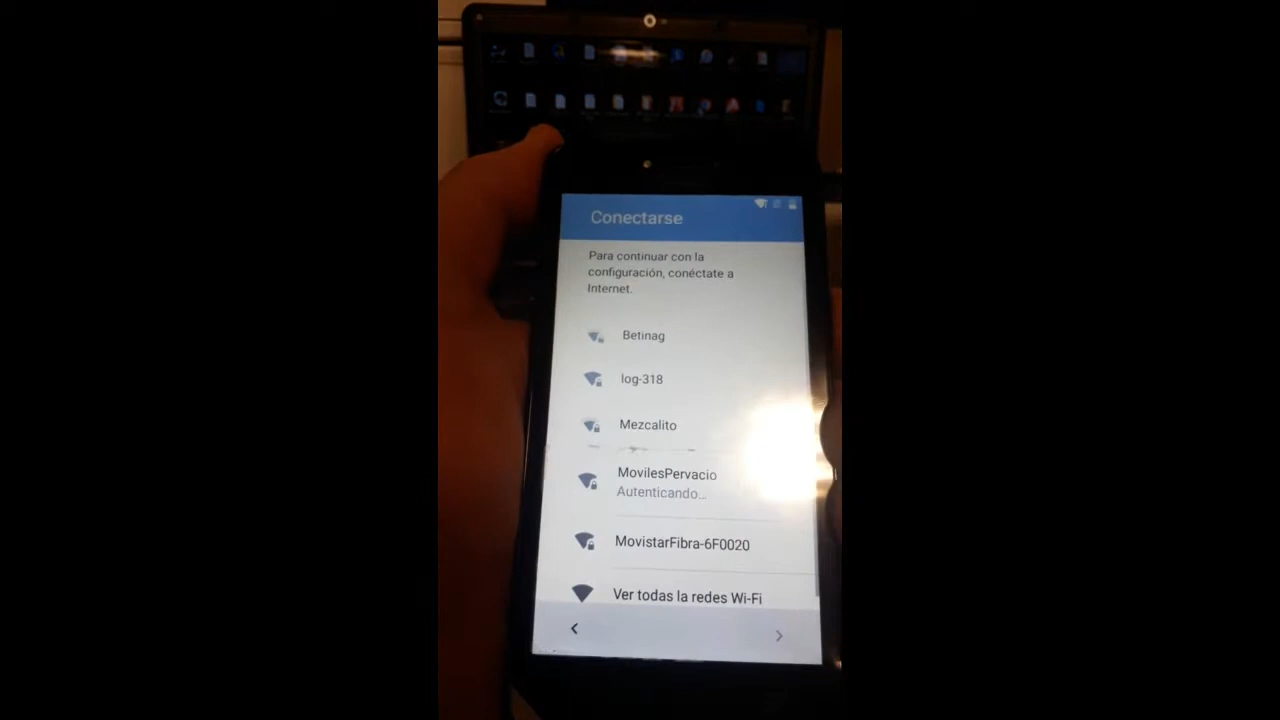 Conectarse
Para continuar con la
configuración, conéctate a
Internet.
Betinag
log-318
Mezcalito
MovilesPervacio
Autenticando...
MovistarFibra-6F0020
Ver todas la redes Wi-Fi